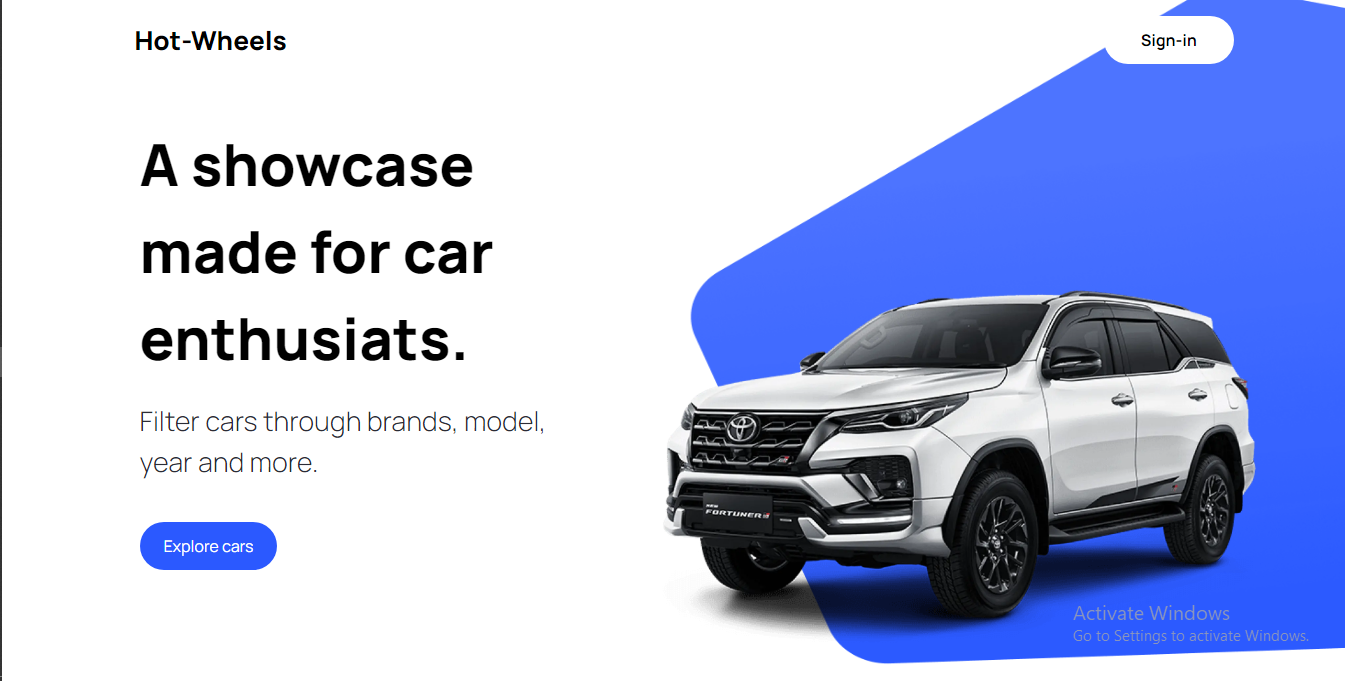 Hot-Wheels
Sign-in
A showcase
made for car
enthusiats.
Filter cars through brands, model,
year and more.
Explore cars
NEW
FORTUNER
Activate Windows
Go to Settings to activate Windows.